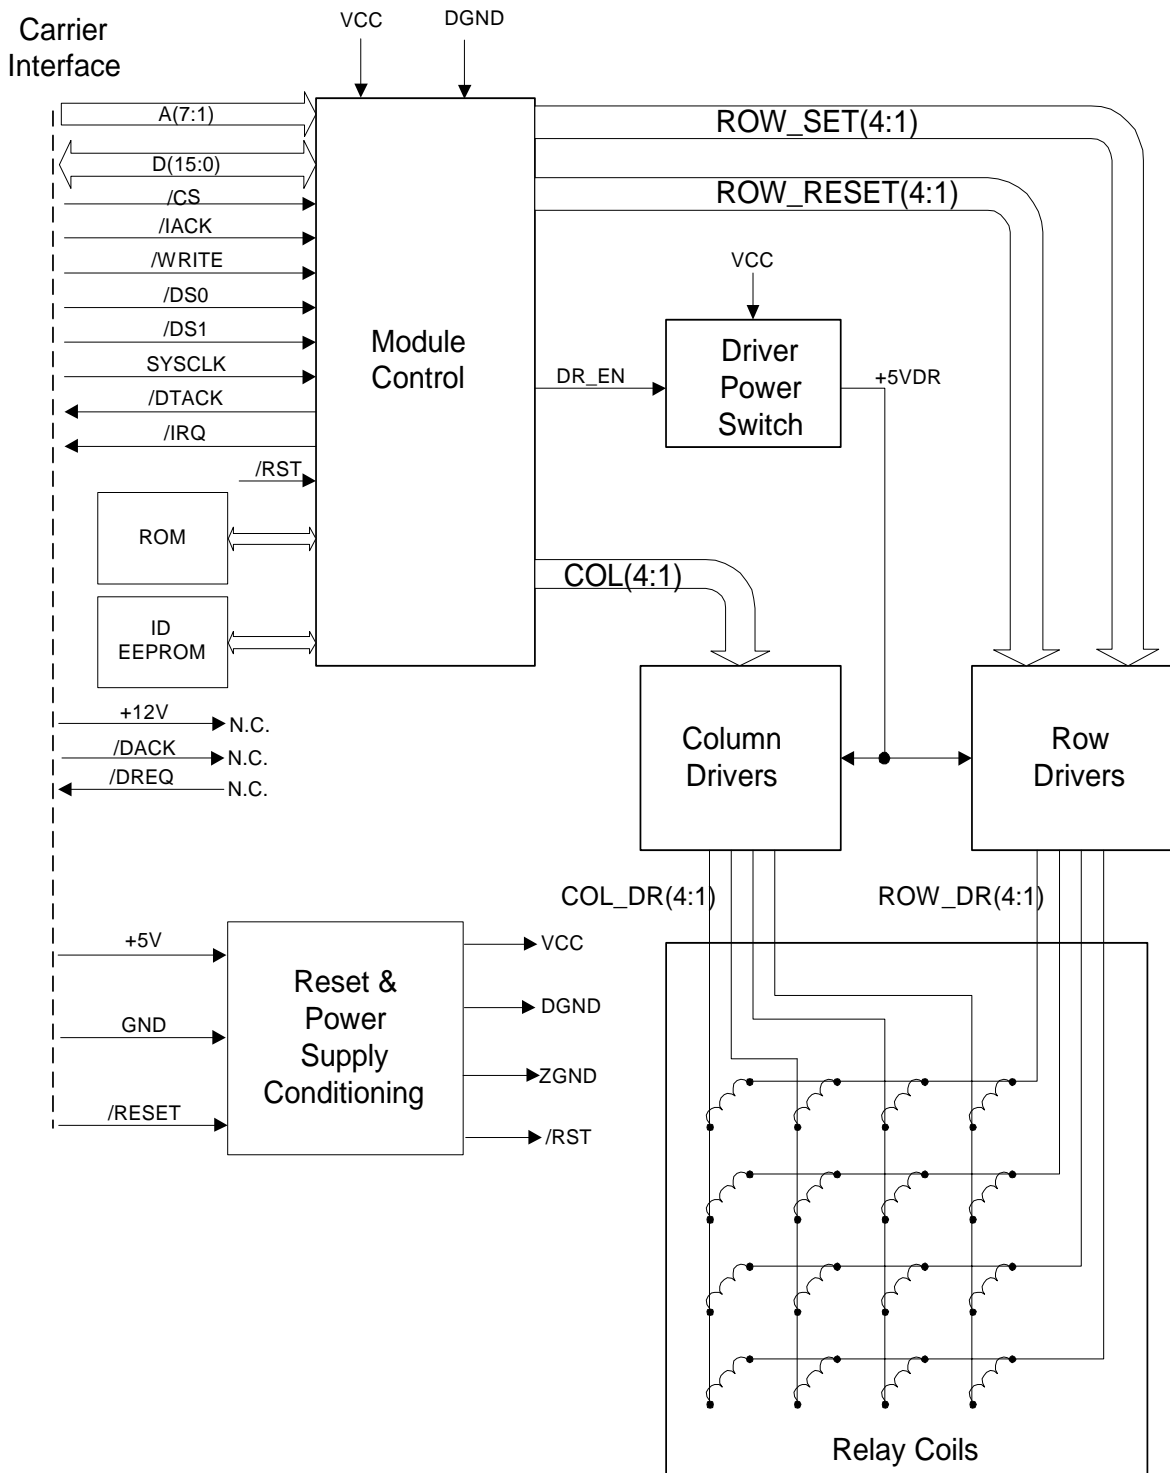 Carrier
Interface
VCC
DGND
A(7:1)
D(15:0)
/CS
/IACK
/WRITE
/DS0
/DS1
SYSCLK
/DTACK
/IRQ
/RST
ROM
ID
EEPROM
Module
Control
ROW_SET(4:1)
ROW_RESET(4:1)
VCC
Driver
Power
Switch
DR_EN
+5VDR
COL(4:1)
+12V
N.C.
/DACK
N.C.
/DREQ
N.C.
Column
Drivers
Row
Drivers
COL_DR(4:1)
ROW_DR(4:1)
+5V
GND
/RESET
Reset &
Power
Supply
Conditioning
VCC
DGND
ZGND
/RST
Relay Coils